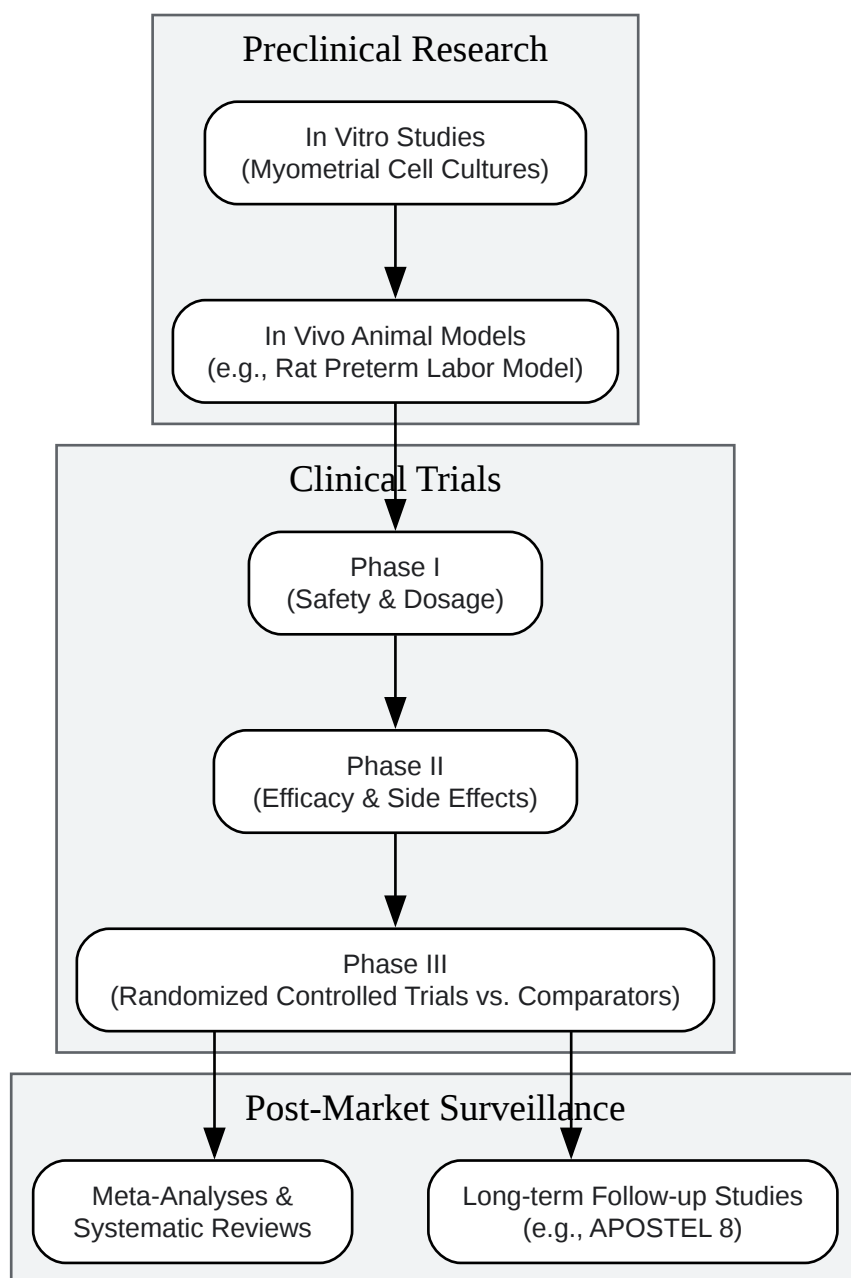 Preclinical Research
In Vitro Studies
(Myometrial Cell Cultures)
In Vivo Animal Models
(e.g., Rat Preterm Labor Model)
Clinical Trials
Phase I
(Safety & Dosage)
Phase II
(Efficacy & Side Effects)
Phase III
(Randomized Controlled Trials vs. Comparators)
Post-Market Surveillance
Meta-Analyses &
Systematic Reviews
Long-term Follow-up Studies
(e.g., APOSTEL 8)